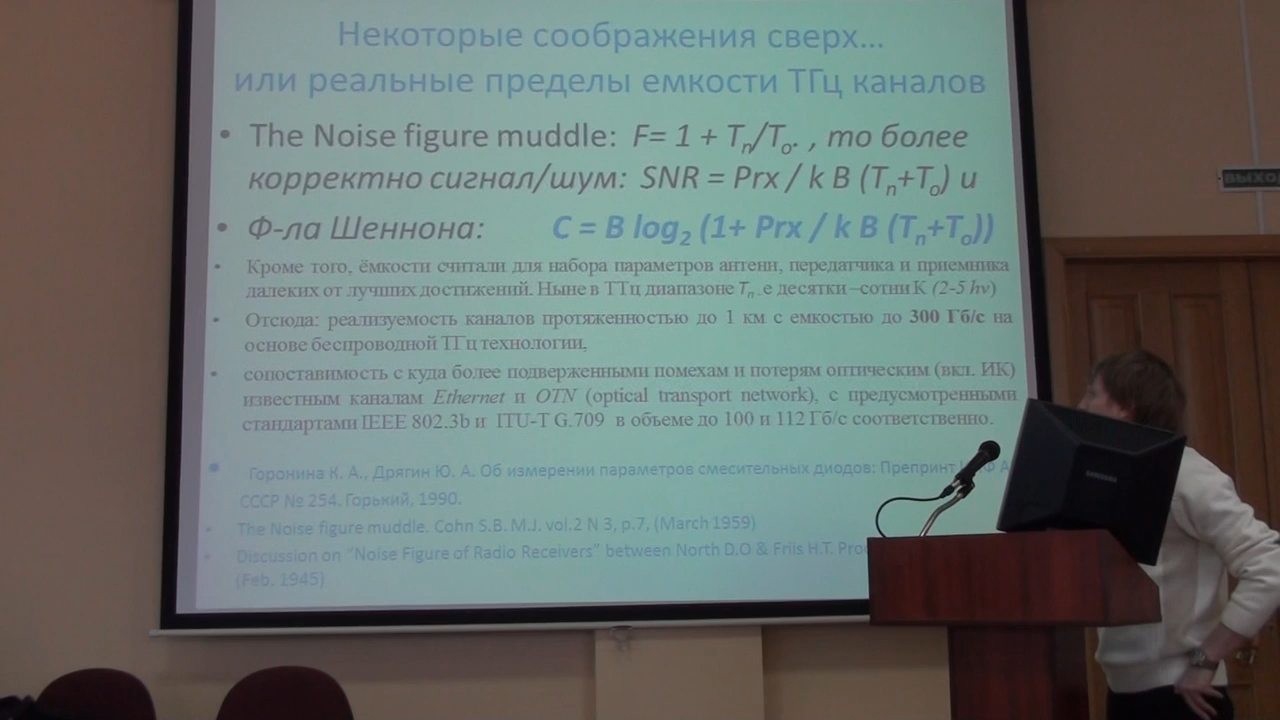 Некоторые соображения сверх...
или реальные пределы емкости ТГц каналов
• The Noise figure muddle: F= 1 + Tn/To. , то более
корректно сигнал/шум: SNR = Prx / k B (Tn+To) и
• Ф-ла Шеннона: C = B log2 (1+ Prx / k B (Tn+To))
• Кроме того, ёмкости считали для набора параметров антенн, передатчика и приемника
далеких от лучших достижений. Ныне в ТГц диапазоне Tn .е десятки –сотни К (2-5 hv)
• Отсюда: реализуемость каналов протяженностью до 1 км с емкостью до 300 Гб/с на
основе беспроводной ТГц технологии,
• сопоставимость с куда более подверженными помехам и потерям оптическим (вкл. ИК)
известным каналам Ethernet и OTN (optical transport network), с предусмотренными
стандартами IEEE 802.3b и ITU-T G.709 в объеме до 100 и 112 Гб/с соответственно.
• Горонина К. А., Дрягин Ю. А. Об измерении параметров смесительных диодов: Препринт
СССР № 254. Горький, 1990.
• The Noise figure muddle. Cohn S.B. M.J. vol.2 N 3, p.7, (March 1959)
• Discussion on "Noise Figure of Radio Receivers" between North D.O & Friis H.T.
(Feb. 1945)
ВЫХО
SAMSUNG